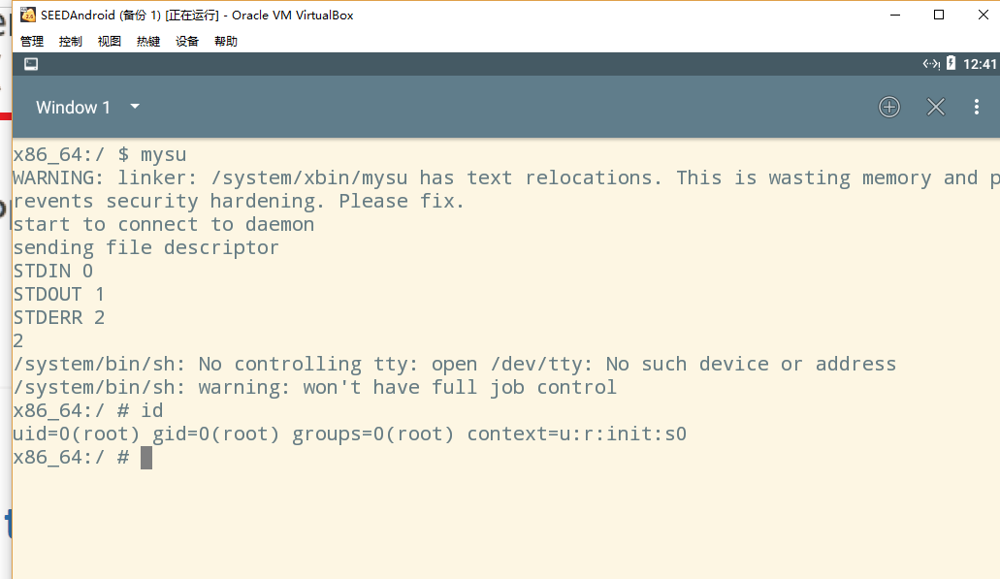 SEEDAndroid (备份 1) [正在运行] - Oracle VM VirtualBox
管理 控制 视图 热键 设备 帮助
12:41
Window 1
x86_64:/ $ mysu
WARNING: linker: /system/xbin/mysu has text relocations. This is wasting memory and p
revents security hardening. Please fix.
start to connect to daemon
sending file descriptor
STDIN 0
STDOUT 1
STDERR 2
2
/system/bin/sh: No controlling tty: open /dev/tty: No such device or address
/system/bin/sh: warning: won't have full job control
x86_64:/ # id
uid=0(root) gid=0(root) groups=0(root) context=u:r:init:s0
x86_64:/ #